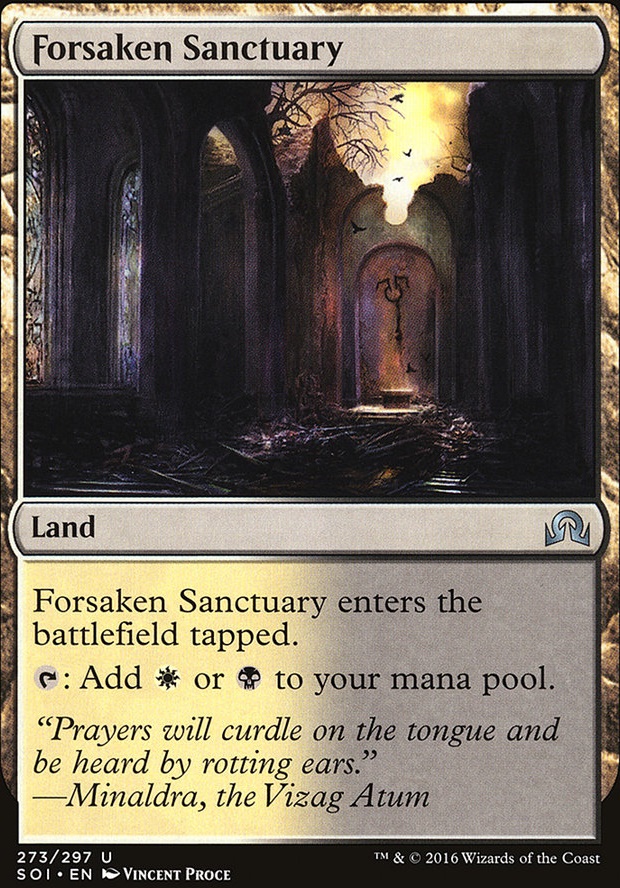 Forsaken Sanctuary
Land
Forsaken Sanctuary enters the
battlefield tapped.
: Add or to your mana pool.
“Prayers will curdle on the tongue and
be heard by rotting ears.”
—Minaldra, the Vizag Atum
273/297 U
SOI • EN Vincent Proce
™ & © 2016 Wizards of the Coast